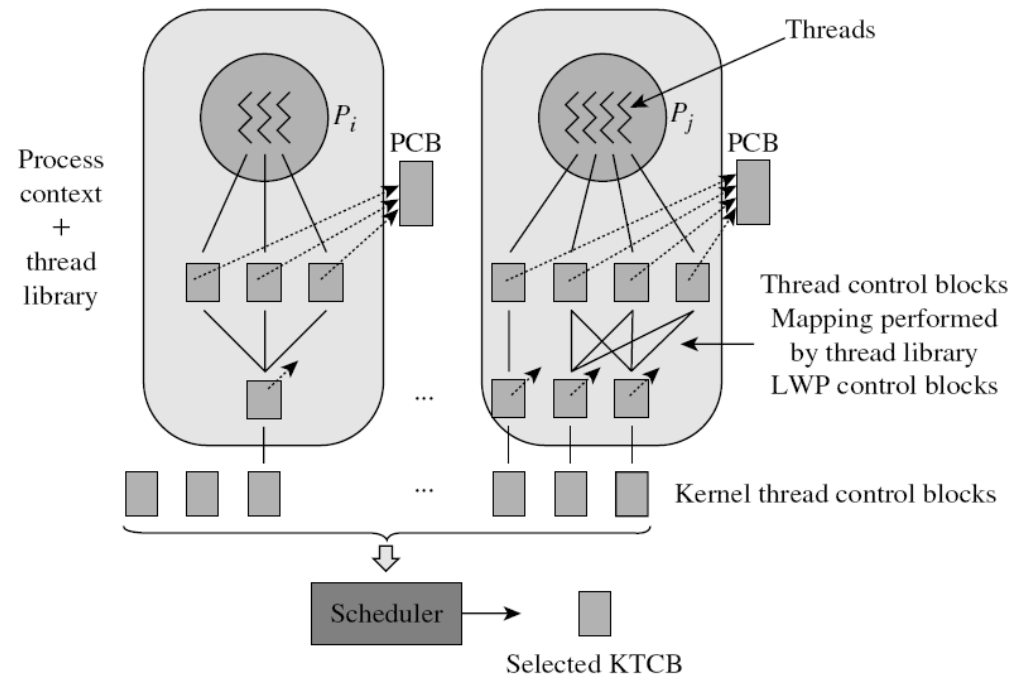 Threads
Pi
Pj
PCB
PCB
Process
context
+
thread
library
Thread control blocks
Mapping performed
by thread library
LWP control blocks
...
...
Kernel thread control blocks
Scheduler
Selected KTCB